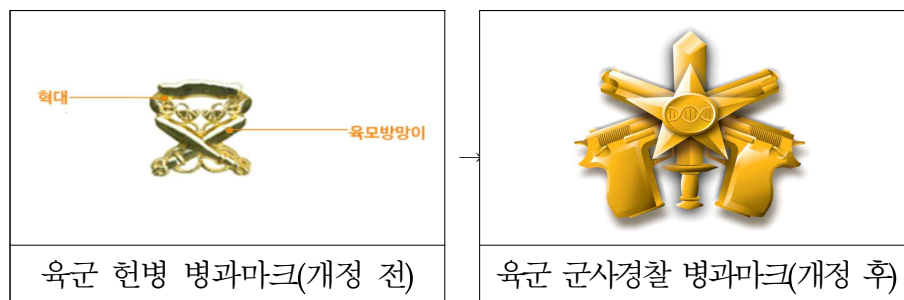 혁대
육모방망이
→
육군 헌병 병과마크(개정 전)
육군 군사경찰 병과마크(개정 후)